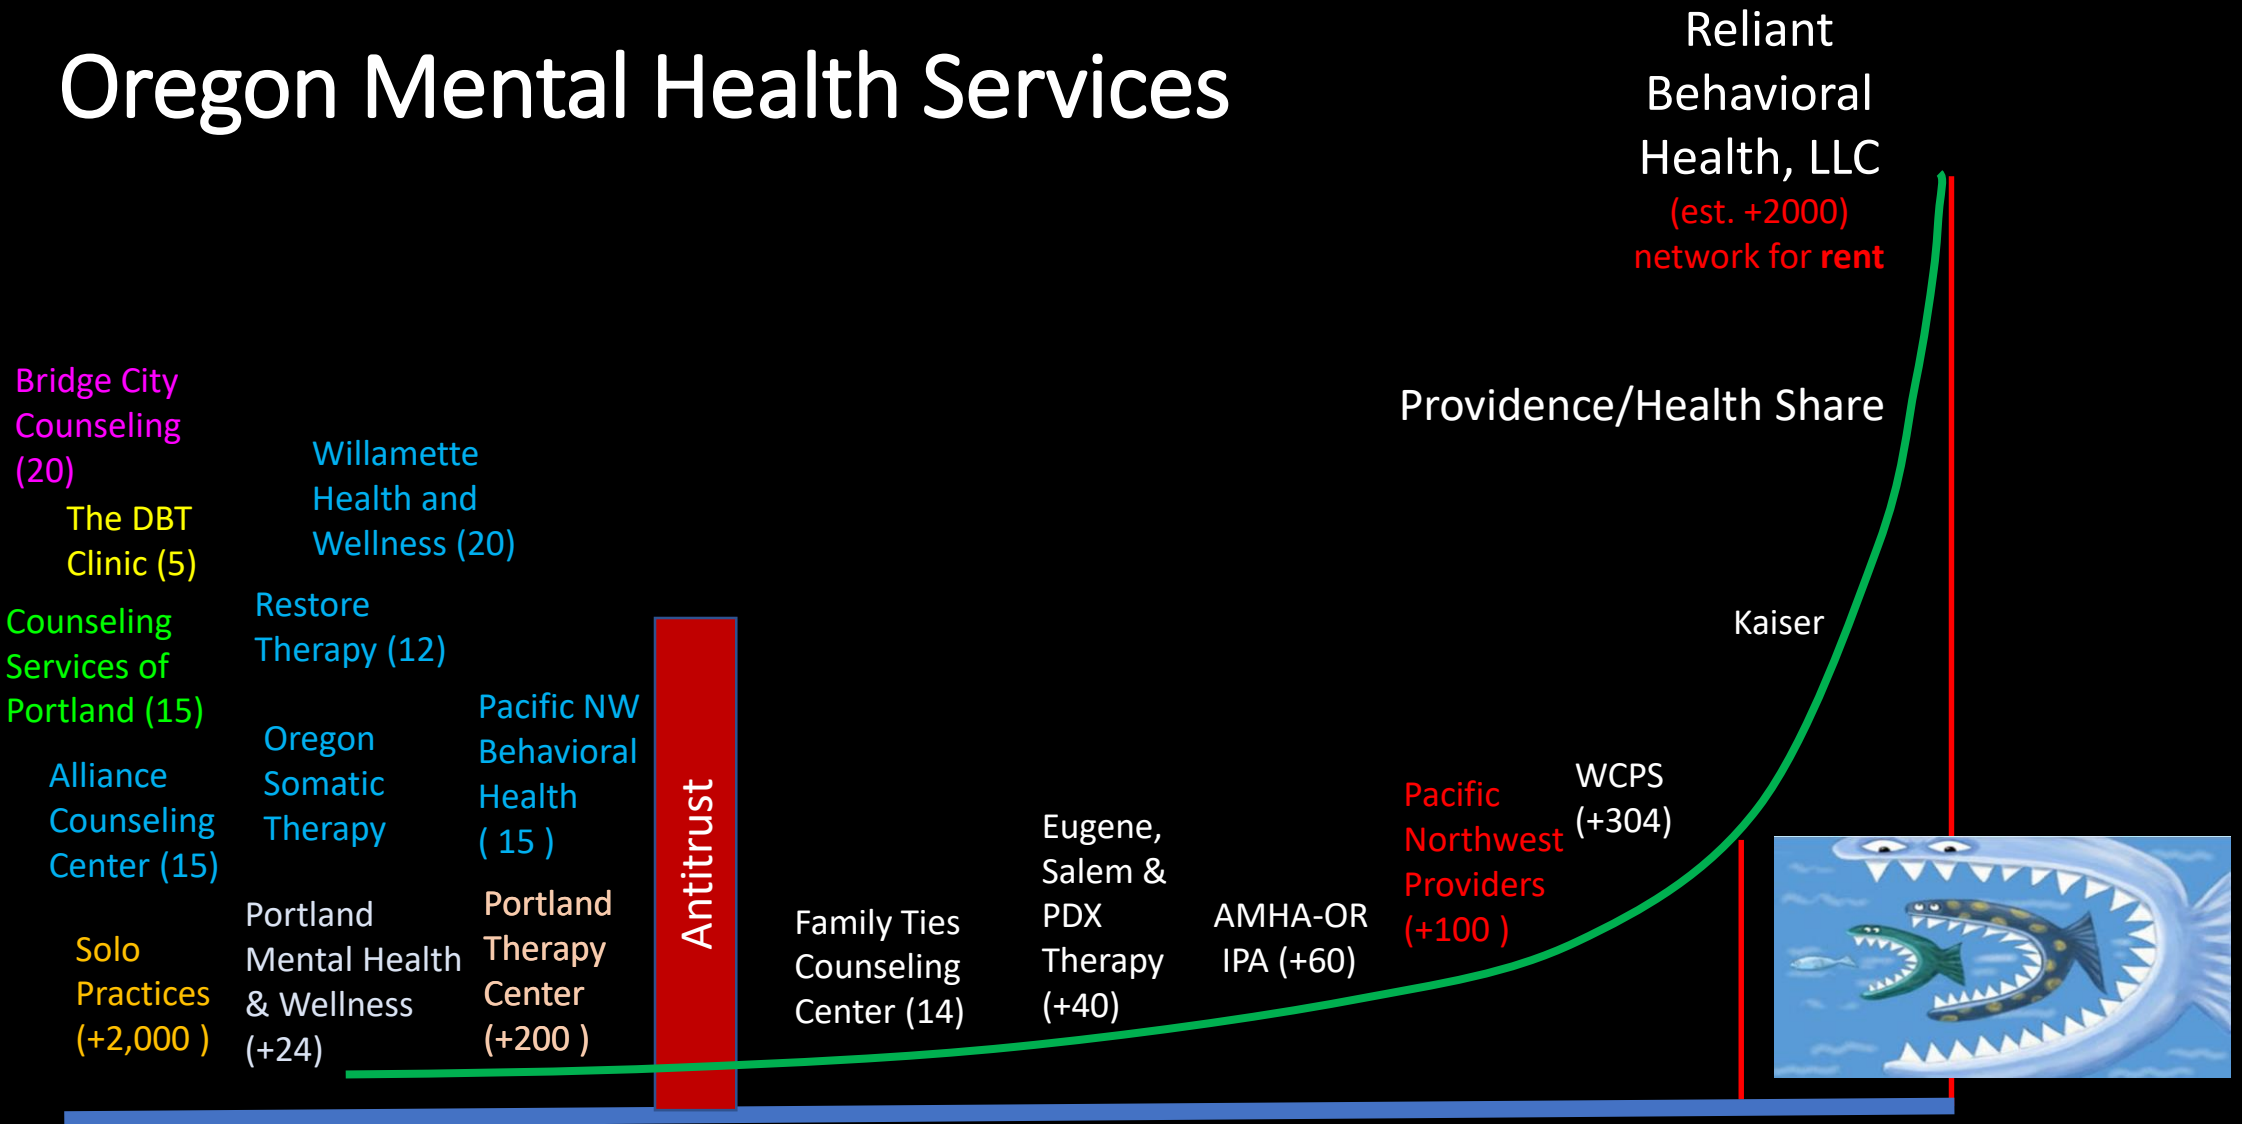 Oregon Mental Health Services
Reliant
Behavioral
Health, LLC
(est. +2000)
network for rent
Bridge City
Counseling
(20)
The DBT
Clinic (5)
Counseling
Services of
Portland (15)
Alliance
Counseling
Center (15)
Solo
Practices
(+2,000 )
Willamette
Health and
Wellness (20)
Restore
Therapy (12)
Oregon
Somatic
Therapy
Portland
Mental Health
& Wellness
(+24)
Pacific NW
Behavioral
Health
( 15 )
Portland
Therapy
Center
(+200 )
Antitrust
Family Ties
Counseling
Center (14)
Eugene,
Salem &
PDX
Therapy
(+40)
AMHA-OR
IPA (+60)
Pacific
Northwest
Providers
(+100 )
WCPS
(+304)
Kaiser
Providence/Health Share